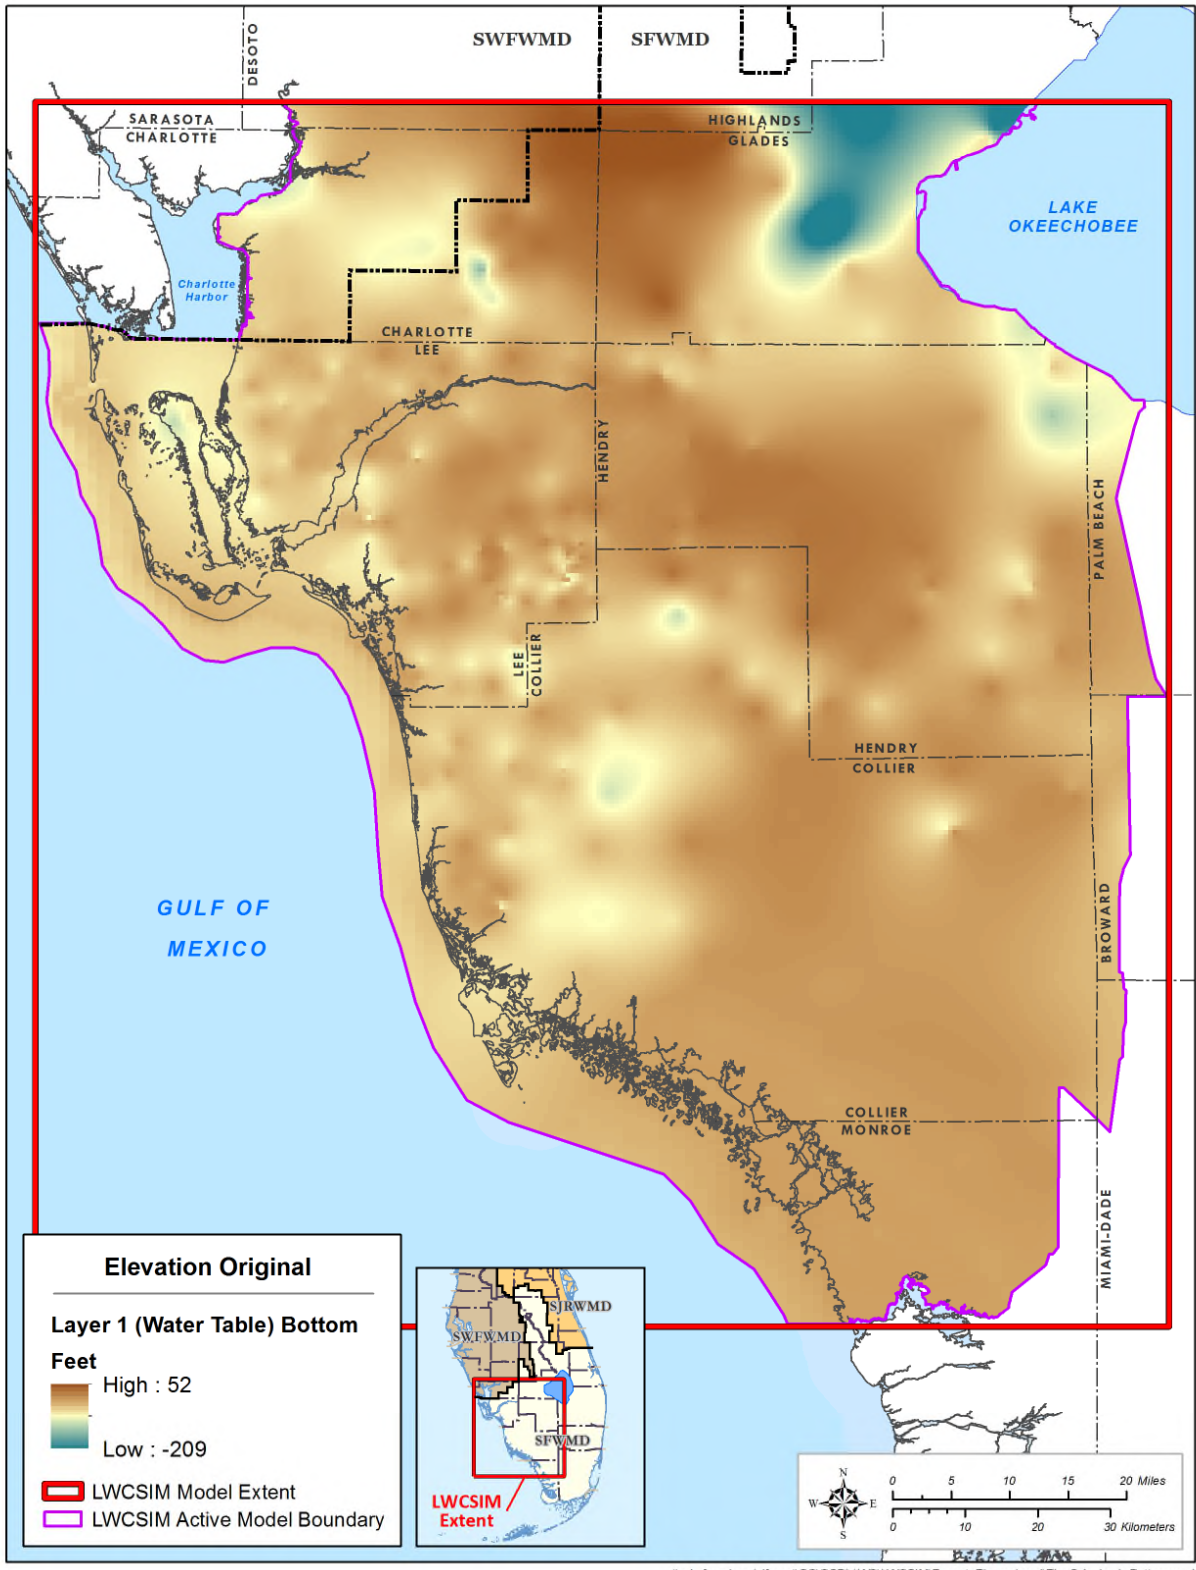 SWFWMD
SFWMD
DESOTO
SARASOTA
CHARLOTTE
HIGHLANDS
GLADES
LAKE
OKEECHOBEE
Charlotte
Harbor
CHARLOTTE
LEE
HENDRY
PALM BEACH
LEE
COLLIER
HENDRY
COLLIER
GULF OF
MEXICO
BROWARD
COLLIER
MONROE
MIAMI-DADE
Elevation Original
Layer 1 (Water Table) Bottom
Feet
High : 52
Low : -209
LWCSIM Model Extent
LWCSIM Active Model Boundary
SJRWMD
SWFWMD
SFWMD
LWCSIM
Extent
N
W
E
S
0 5 10 15 20 Miles
0 10 20 30 Kilometers